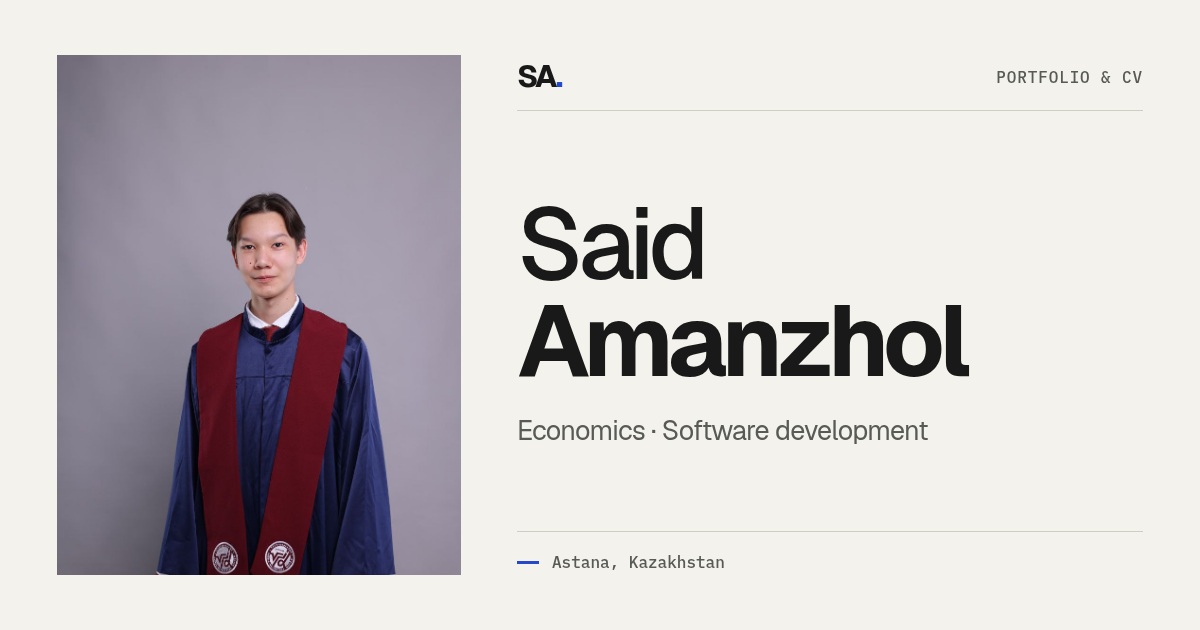 SA.
PORTFOLIO & CV
Said
Amanzhol
Economics · Software development
Astana, Kazakhstan